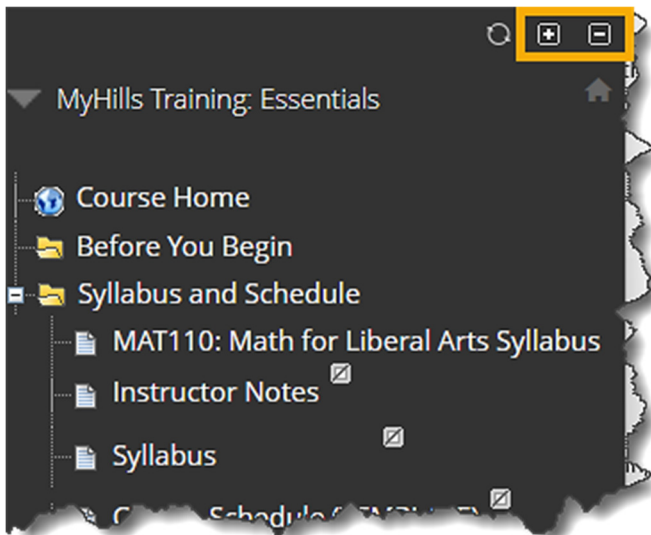 MyHills Training: Essentials
Course Home
Before You Begin
Syllabus and Schedule
MAT110: Math for Liberal Arts Syllabus
Instructor Notes
Syllabus
Schedule